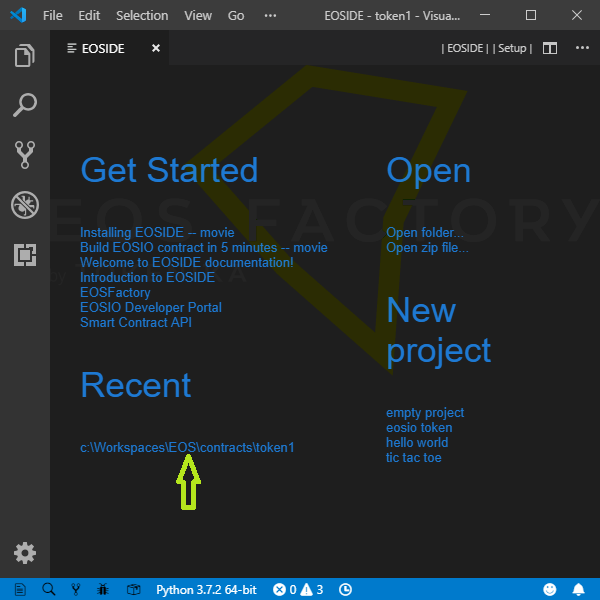 File Edit Selection View Go ··· EOSIDE - token1 - Visua...
EOSIDE | EOSIDE | | Setup | ···
Get Started
Installing EOSIDE -- movie
Build EOSIO contract in 5 minutes -- movie
Welcome to EOSIDE documentation!
Introduction to EOSIDE
EOSFactory
EOSIO Developer Portal
Smart Contract API
Recent
c:\Workspaces\EOS\contracts\token1
Open
Open folder...
Open zip file...
New
project
empty project
eosio token
hello world
tic tac toe
EOS FACTORY
by
Python 3.7.2 64-bit 0 3